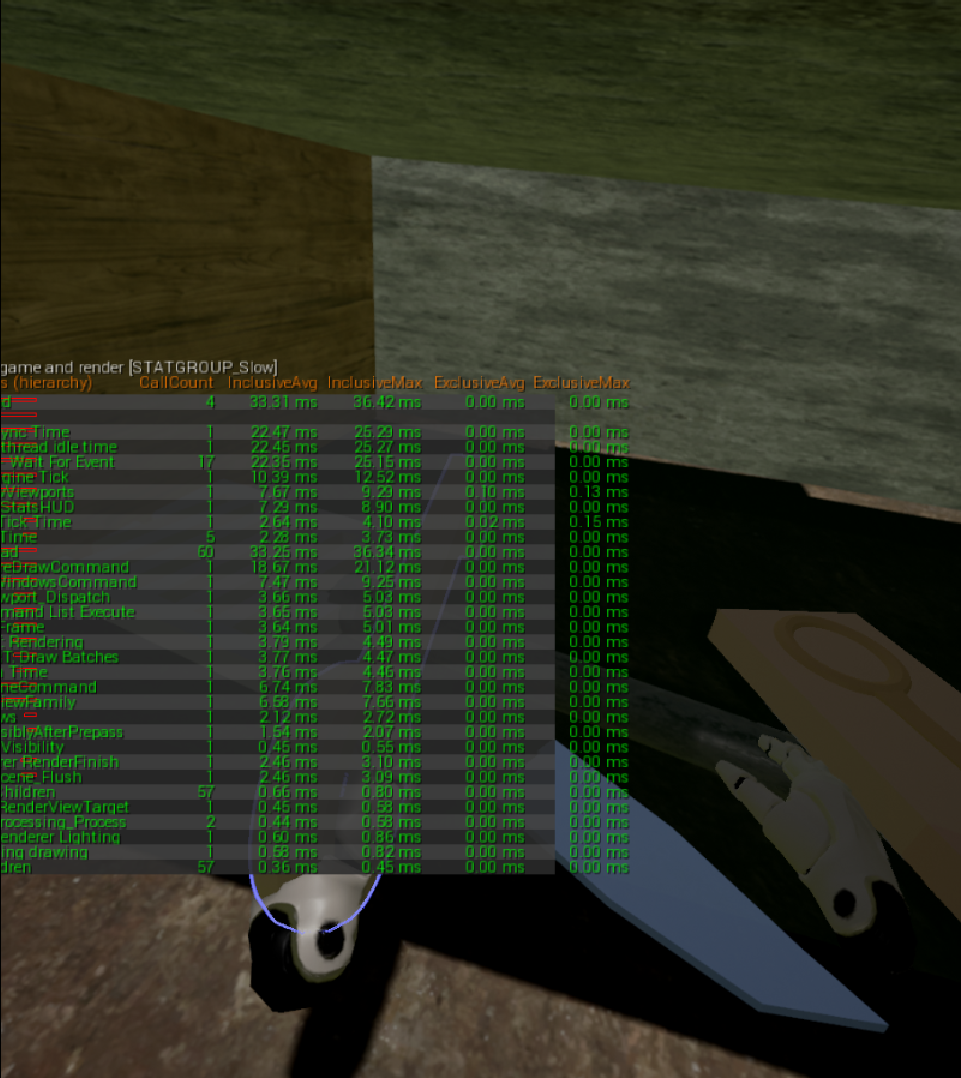 game and render [STATGROUP_Slow]
s (hierarchy) CallCount InclusiveAvg InclusiveMax ExclusiveAvg ExclusiveMax
d 4 33.31 ms 36.42 ms 0.00 ms 0.00 ms
ync Time 1 22.47 ms 25.29 ms 0.00 ms 0.00 ms
thread idle time 1 22.45 ms 25.27 ms 0.00 ms 0.00 ms
Wait For Event 17 22.35 ms 25.15 ms 0.00 ms 0.00 ms
gine Tick 1 10.39 ms 12.52 ms 0.00 ms 0.00 ms
wViewports 1 7.67 ms 9.29 ms 0.10 ms 0.13 ms
StatsHUD 1 7.29 ms 8.90 ms 0.00 ms 0.00 ms
Tick Time 1 2.64 ms 4.10 ms 0.02 ms 0.15 ms
Time 5 2.28 ms 3.73 ms 0.00 ms 0.00 ms
ad 60 33.25 ms 36.34 ms 0.00 ms 0.00 ms
reDrawCommand 1 18.67 ms 21.12 ms 0.00 ms 0.00 ms
WindowsCommand 1 7.47 ms 9.25 ms 0.00 ms 0.00 ms
wport_Dispatch 1 3.66 ms 5.03 ms 0.00 ms 0.00 ms
mand List Execute 1 3.65 ms 5.03 ms 0.00 ms 0.00 ms
Frame 1 3.64 ms 5.01 ms 0.00 ms 0.00 ms
: Rendering 1 3.79 ms 4.49 ms 0.00 ms 0.00 ms
T: Draw Batches 1 3.77 ms 4.47 ms 0.00 ms 0.00 ms
Time 1 3.76 ms 4.46 ms 0.00 ms 0.00 ms
neCommand 1 6.74 ms 7.83 ms 0.00 ms 0.00 ms
iewFamily 1 6.58 ms 7.66 ms 0.00 ms 0.00 ms
ws 1 2.12 ms 2.72 ms 0.00 ms 0.00 ms
siblyAfterPrepass 1 1.54 ms 2.07 ms 0.00 ms 0.00 ms
Visibility 1 0.45 ms 0.55 ms 0.00 ms 0.00 ms
rer RenderFinish 1 2.46 ms 3.10 ms 0.00 ms 0.00 ms
cene_Flush 1 2.46 ms 3.09 ms 0.00 ms 0.00 ms
hildren 57 0.66 ms 0.80 ms 0.00 ms 0.00 ms
RenderViewTarget 1 0.45 ms 0.58 ms 0.00 ms 0.00 ms
rocessing_Process 2 0.44 ms 0.58 ms 0.00 ms 0.00 ms
enderer Lighting 1 0.60 ms 0.86 ms 0.00 ms 0.00 ms
ing drawing 1 0.58 ms 0.82 ms 0.00 ms 0.00 ms
dren 57 0.36 ms 0.45 ms 0.00 ms 0.00 ms